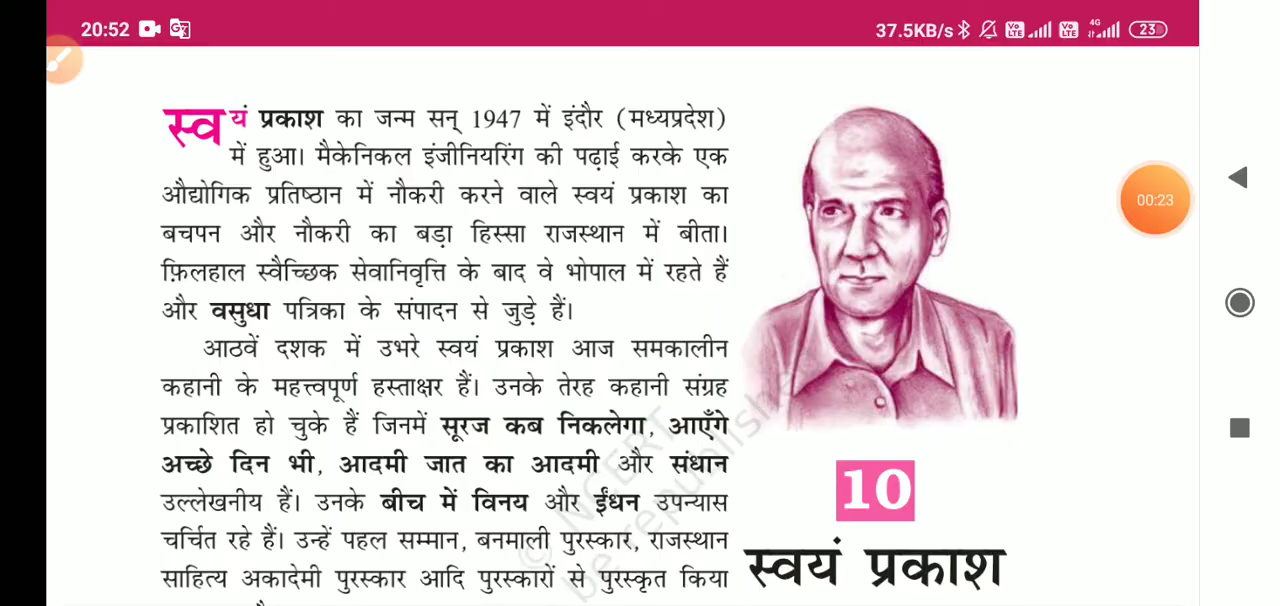 20:52
37.5KB/s
4G
23
00:23
स्वयं प्रकाश का जन्म सन् 1947 में इंदौर (मध्यप्रदेश)
में हुआ। मैकेनिकल इंजीनियरिंग की पढ़ाई करके एक
औद्योगिक प्रतिष्ठान में नौकरी करने वाले स्वयं प्रकाश का
बचपन और नौकरी का बड़ा हिस्सा राजस्थान में बीता।
फ़िलहाल स्वैच्छिक सेवानिवृत्ति के बाद वे भोपाल में रहते हैं
और वसुधा पत्रिका के संपादन से जुड़े हैं।
आठवें दशक में उभरे स्वयं प्रकाश आज समकालीन
कहानी के महत्त्वपूर्ण हस्ताक्षर हैं। उनके तेरह कहानी संग्रह
प्रकाशित हो चुके हैं जिनमें सूरज कब निकलेगा, आएँगे
अच्छे दिन भी, आदमी जात का आदमी और संधान
उल्लेखनीय हैं। उनके बीच में विनय और ईंधन उपन्यास
चर्चित रहे हैं। उन्हें पहल सम्मान, बनमाली पुरस्कार, राजस्थान
साहित्य अकादेमी पुरस्कार आदि पुरस्कारों से पुरस्कृत किया
10
स्वयं प्रकाश
© NCERT
be republishe